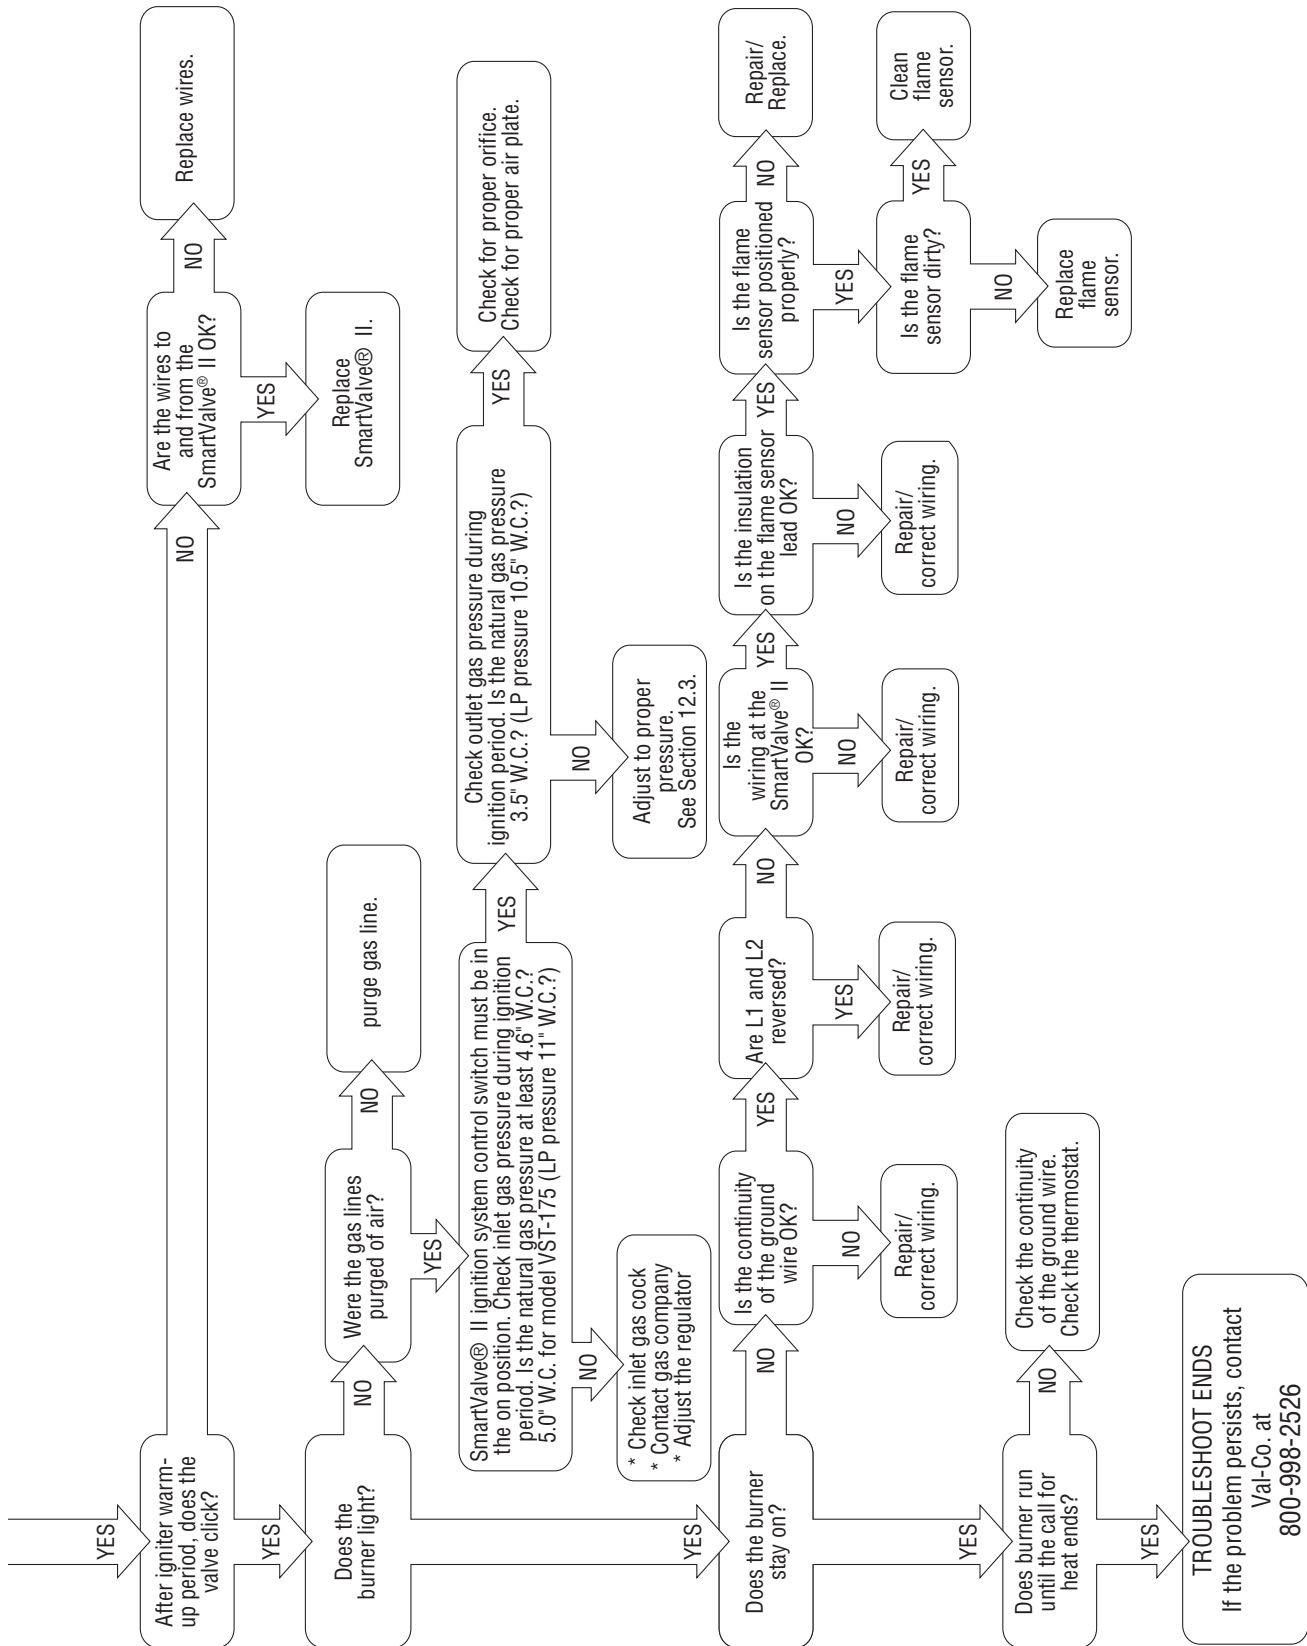 YES
After igniter warm-
up period, does the
valve click?
NO
Are the wires to
and from the
SmartValve® II OK?
NO
Replace wires.
YES
Replace
SmartValve® II.
YES
Does the
burner light?
NO
Were the gas lines
purged of air?
NO
purge gas line.
YES
SmartValve® II ignition system control switch must be in
the on position. Check inlet gas pressure during ignition
period. Is the natural gas pressure at least 4.6" W.C.?
5.0" W.C. for model VST-175 (LP pressure 11" W.C.?)
YES
Check outlet gas pressure during
ignition period. Is the natural gas pressure
3.5" W.C.? (LP pressure 10.5" W.C.?)
YES
Check for proper orifice.
Check for proper air plate.
NO
Adjust to proper
pressure.
See Section 12.3.
NO
* Check inlet gas cock
* Contact gas company
* Adjust the regulator
YES
Does the burner
stay on?
NO
Is the continuity
of the ground
wire OK?
YES
Are L1 and L2
reversed?
NO
Is the
wiring at the
SmartValve® II
OK?
YES
Is the insulation
on the flame sensor
lead OK?
YES
Is the flame
sensor positioned
properly?
NO
Repair/
Replace.
NO
Repair/
correct wiring.
YES
Repair/
correct wiring.
NO
Repair/
correct wiring.
NO
Repair/
correct wiring.
YES
Is the flame
sensor dirty?
YES
Clean
flame
sensor.
NO
Replace
flame
sensor.
YES
Does burner run
until the call for
heat ends?
NO
Check the continuity
of the ground wire.
Check the thermostat.
YES
TROUBLESHOOT ENDS
If the problem persists, contact
Val-Co. at
800-998-2526